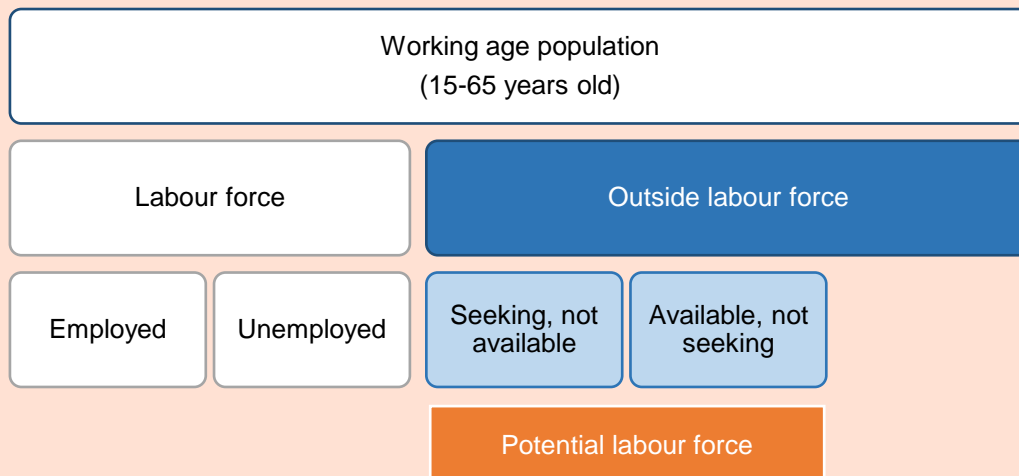 Working age population
(15-65 years old)
Labour force
Outside labour force
Employed
Unemployed
Seeking, not
available
Available, not
seeking
Potential labour force